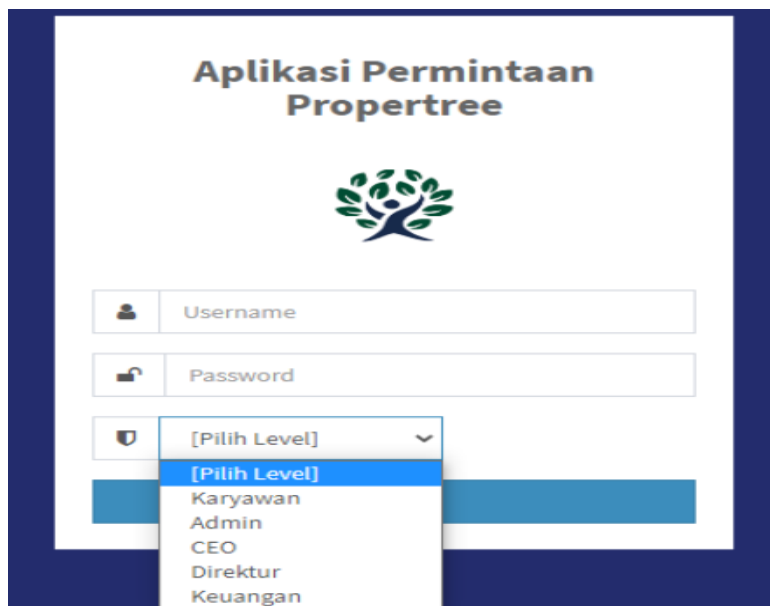 Aplikasi Permintaan
Propertree
Username
Password
[Pilih Level]
[Pilih Level]
Karyawan
Admin
CEO
Direktur
Keuangan